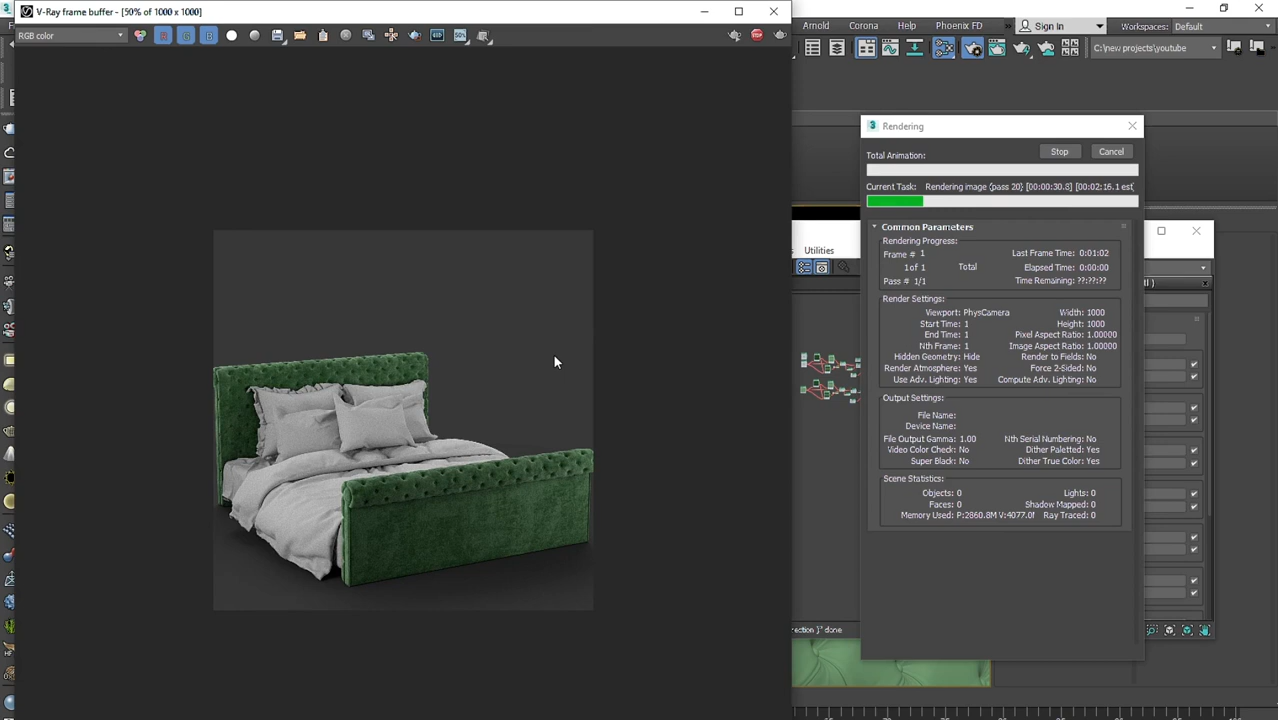 V-Ray frame buffer - [50% of 1000 x 1000]
RGB color
R G B
50%
STOP
Arnold Corona Help Phoenix FD Sign In Workspaces: Default
C:\new projects\youtube
Rendering
Stop Cancel
Total Animation:
Current Task: Rendering image (pass 20) [00:00:30.8] [00:02:16.1 est
Common Parameters
Rendering Progress:
Frame # 1 Last Frame Time: 0:01:02
1 of 1 Total Elapsed Time: 0:00:00
Pass # 1/1 Time Remaining: ??:??:??
Render Settings:
Viewport: PhysCamera Width: 1000
Start Time: 1 Height: 1000
End Time: 1 Pixel Aspect Ratio: 1.00000
Nth Frame: 1 Image Aspect Ratio: 1.00000
Hidden Geometry: Hide Render to Fields: No
Render Atmosphere: Yes Force 2-Sided: No
Use Adv. Lighting: Yes Compute Adv. Lighting: No
Output Settings:
File Name:
Device Name:
File Output Gamma: 1.00 Nth Serial Numbering: No
Video Color Check: No Dither Paletted: Yes
Super Black: No Dither True Color: Yes
Scene Statistics:
Objects: 0 Lights: 0
Faces: 0 Shadow Mapped: 0
Memory Used: P:2860.8M V:4077.0M Ray Traced: 0
Utilities
ection )" done